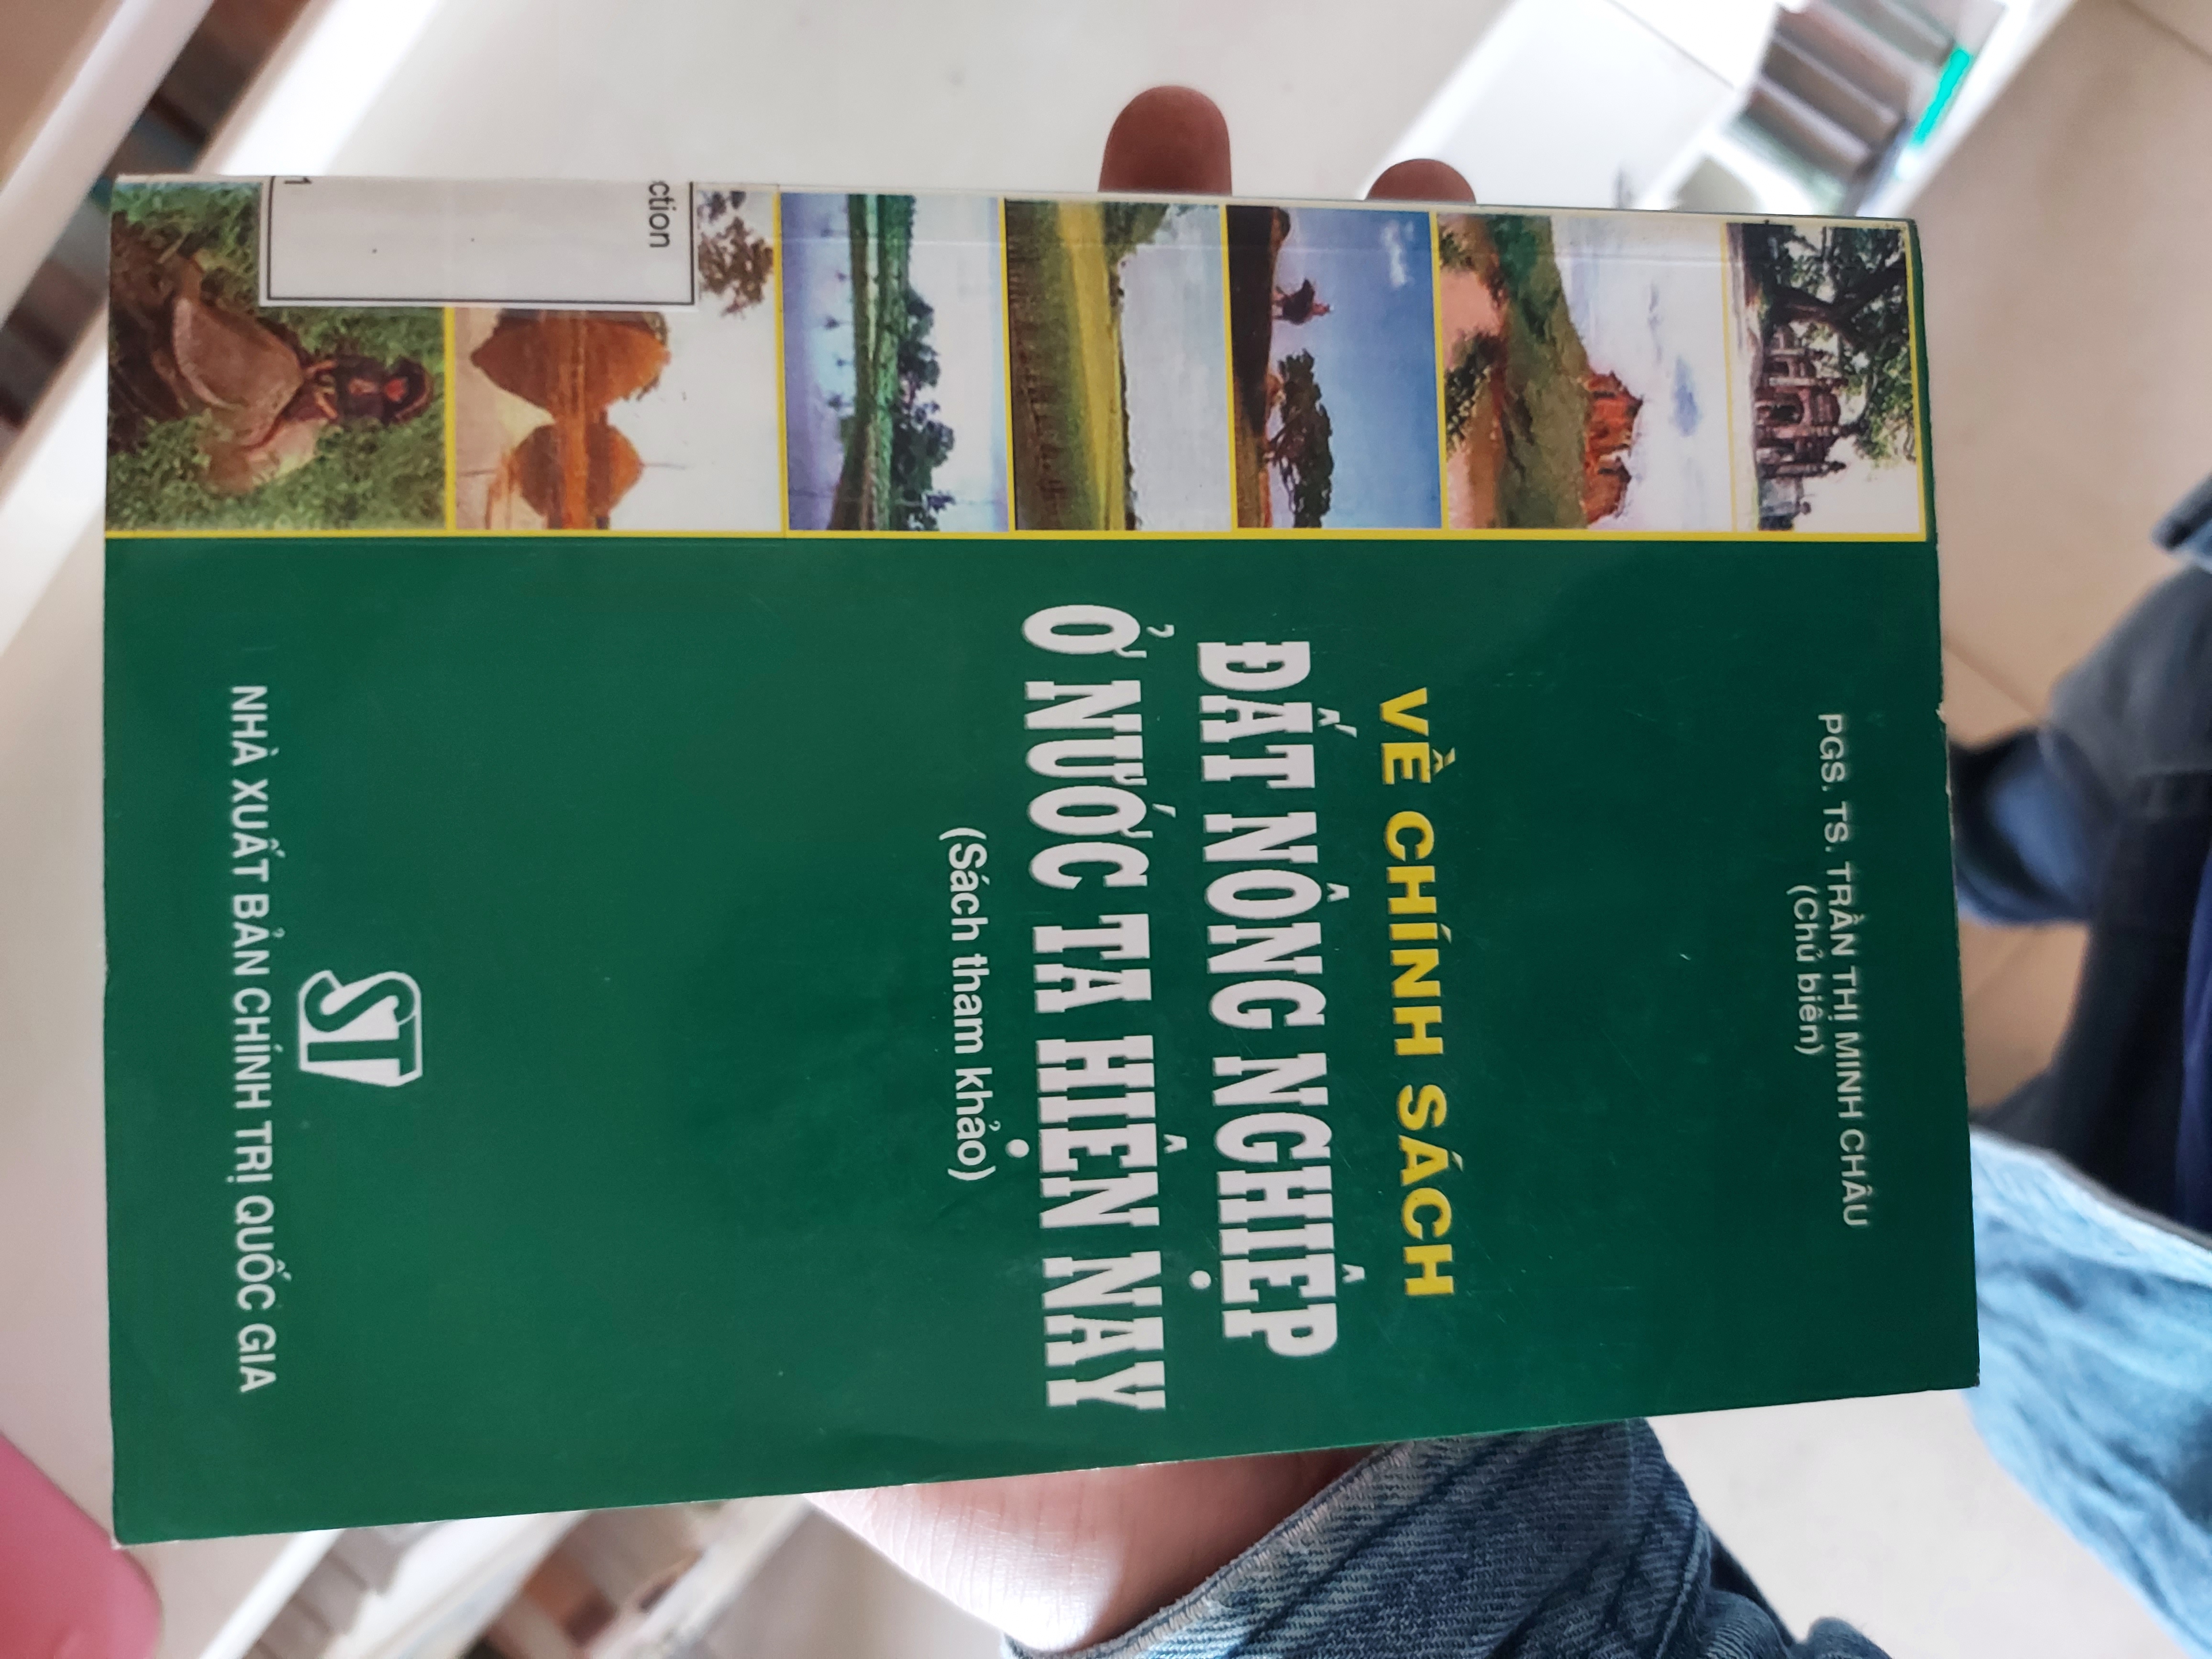 PGS. TS. TRẦN THỊ MINH CHÂU
(Chủ biên)
VỀ CHÍNH SÁCH
ĐẤT NÔNG NGHIỆP
Ở NƯỚC TA HIỆN NAY
(Sách tham khảo)
ction
1
ST
NHÀ XUẤT BẢN CHÍNH TRỊ QUỐC GIA